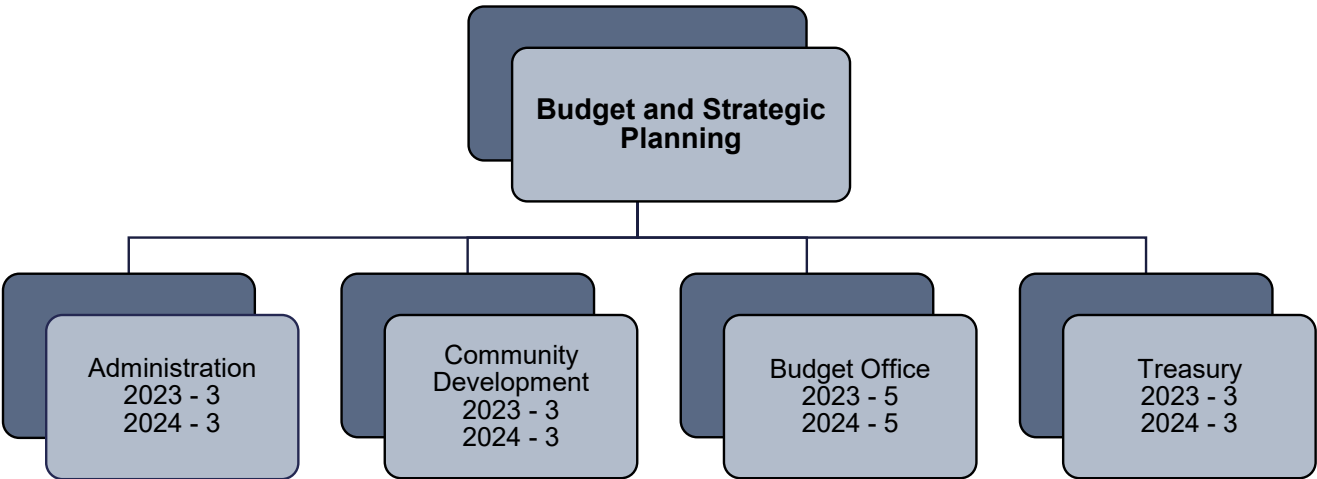 Budget and Strategic
Planning
Administration
2023 - 3
2024 - 3
Community
Development
2023 - 3
2024 - 3
Budget Office
2023 - 5
2024 - 5
Treasury
2023 - 3
2024 - 3